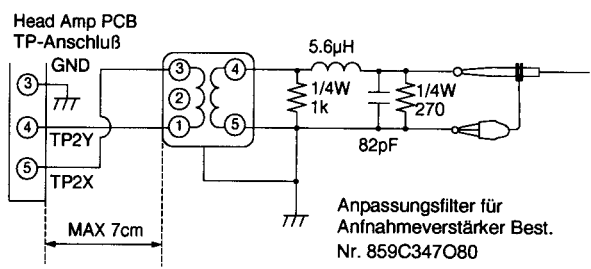 Head Amp PCB
TP-Anschluß
GND
3
4
TP2Y
5
TP2X
MAX 7cm
3
2
1
4
5
5.6μH
1/4W
1k
82pF
1/4W
270
Anpassungsfilter für
Anfnahmeverstärker Best.
Nr. 859C347O80